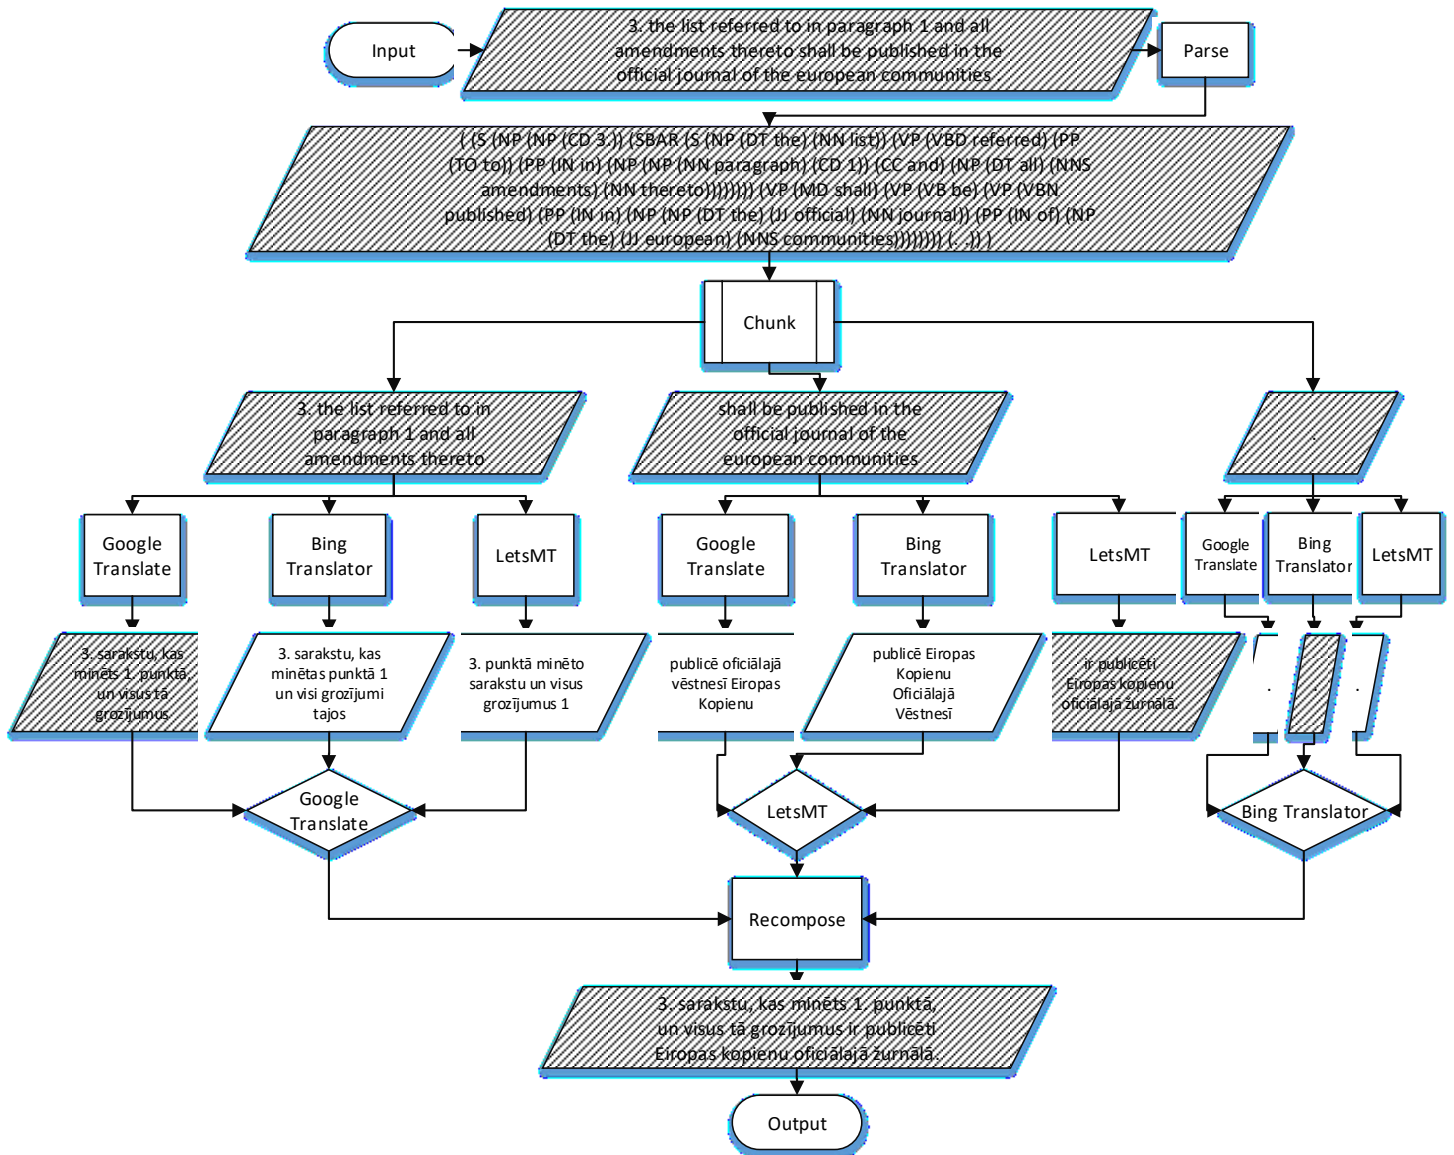 Input
3. the list referred to in paragraph 1 and all
amendments thereto shall be published in the
official journal of the european communities .
Parse
( (S (NP (NP (CD 3.)) (SBAR (S (NP (DT the) (NN list)) (VP (VBD referred) (PP
(TO to)) (PP (IN in) (NP (NP (NN paragraph) (CD 1)) (CC and) (NP (DT all) (NNS
amendments) (NN thereto)))))))) (VP (MD shall) (VP (VB be) (VP (VBN
published) (PP (IN in) (NP (NP (DT the) (JJ official) (NN journal)) (PP (IN of) (NP
(DT the) (JJ european) (NNS communities)))))))) (. .)) )
Chunk
3. the list referred to in
paragraph 1 and all
amendments thereto
shall be published in the
official journal of the
european communities
.
Google
Translate
Bing
Translator
LetsMT
Google
Translate
Bing
Translator
LetsMT
Google
Translate
Bing
Translator
LetsMT
3. sarakstu, kas
minēts 1. punktā,
un visus tā
grozījumus
3. sarakstu, kas
minētas punktā 1
un visi grozījumi
tajos
3. punktā minēto
sarakstu un visus
grozījumus 1
publicē oficiālajā
vēstnesī Eiropas
Kopienu
publicē Eiropas
Kopienu
Oficiālajā
Vēstnesī
ir publicēti
Eiropas kopienu
oficiālajā žurnālā.
.
.
.
Google
Translate
LetsMT
Bing Translator
Recompose
3. sarakstu, kas minēts 1. punktā,
un visus tā grozījumus ir publicēti
Eiropas kopienu oficiālajā žurnālā.
Output